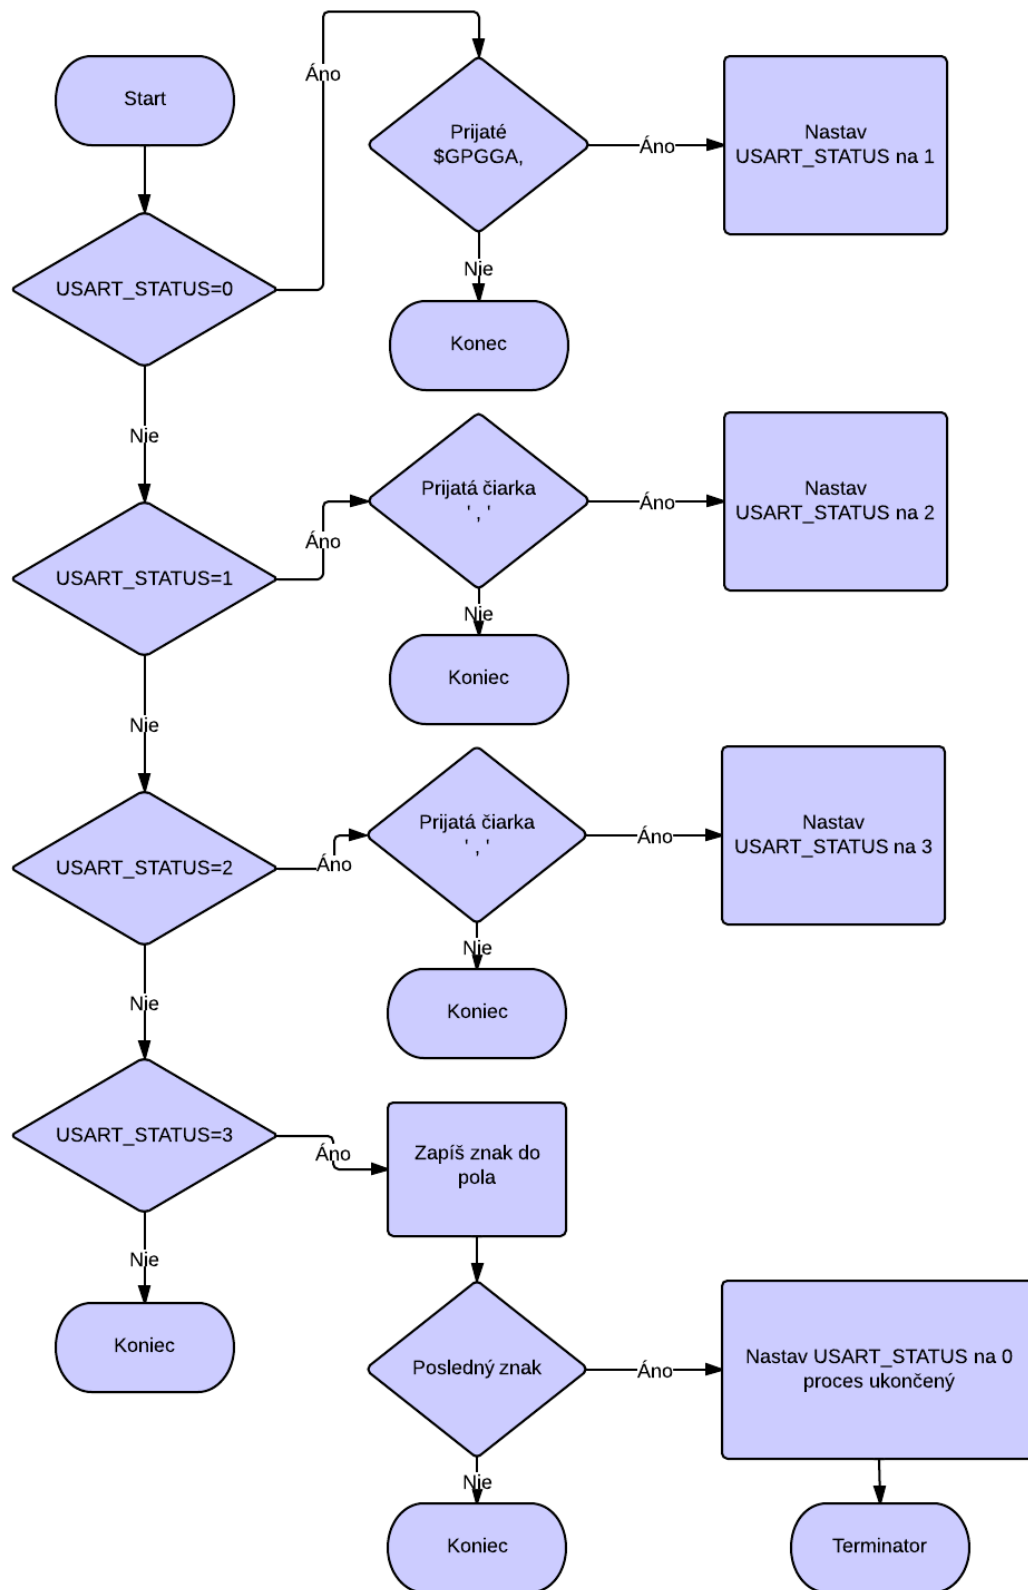 Start
Áno
Prijaté
$GPGGA,
Áno
Nastav
USART_STATUS na 1
USART_STATUS=0
Nie
Konec
Nie
Prijatá čiarka
' , '
Áno
Nastav
USART_STATUS na 2
Áno
USART_STATUS=1
Nie
Koniec
Nie
Prijatá čiarka
' , '
Áno
Nastav
USART_STATUS na 3
USART_STATUS=2
Áno
Nie
Koniec
Nie
USART_STATUS=3
Áno
Zapíš znak do
pola
Nie
Koniec
Posledný znak
Áno
Nastav USART_STATUS na 0
proces ukončený
Nie
Koniec
Terminator